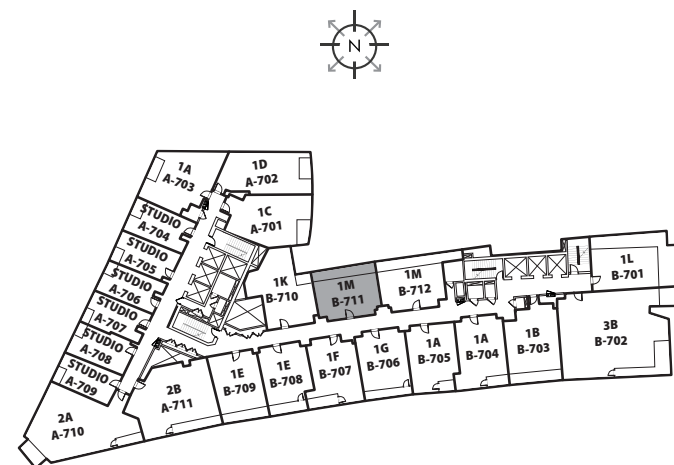 N
1D
A-702
1A
A-703
1C
A-701
STUDIO
A-704
STUDIO
A-705
STUDIO
A-706
STUDIO
A-707
STUDIO
A-708
STUDIO
A-709
2A
A-710
2B
A-711
1K
B-710
1M
B-711
1M
B-712
1L
B-701
1E
B-709
1E
B-708
1F
B-707
1G
B-706
1A
B-705
1A
B-704
1B
B-703
3B
B-702